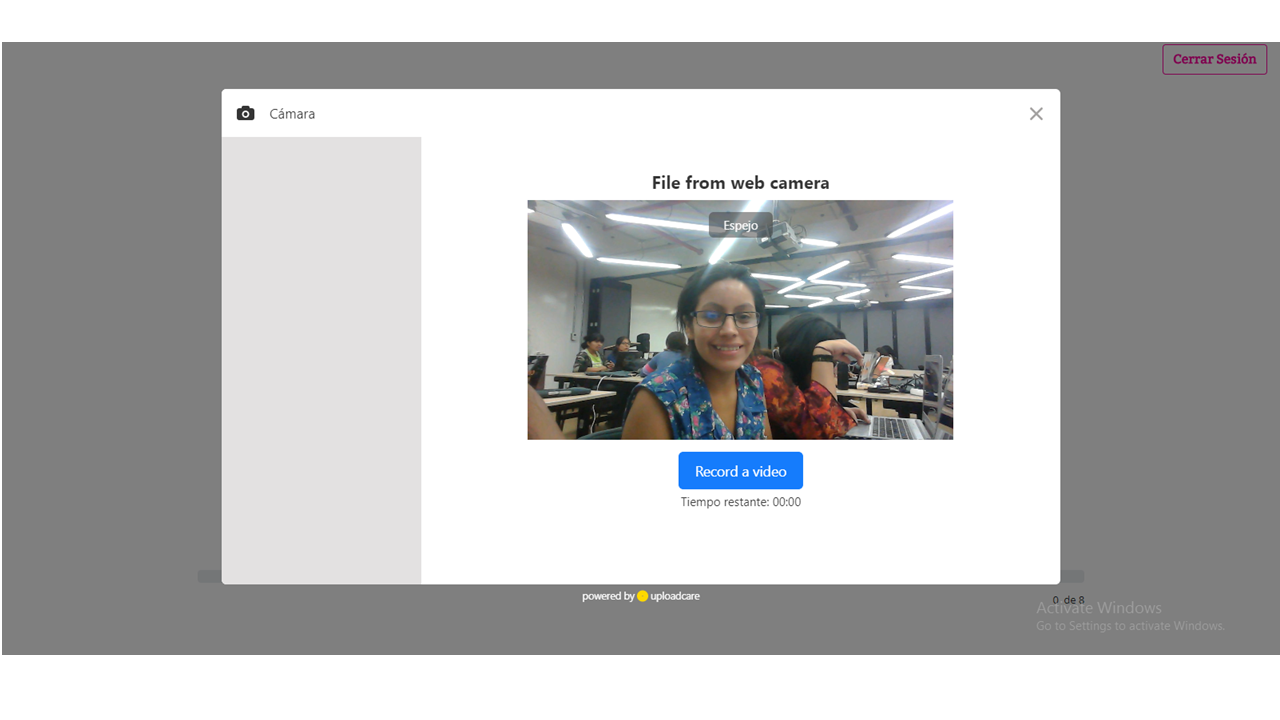 Cerrar Sesión
Cámara
File from web camera
Espejo
Record a video
Tiempo restante: 00:00
powered by uploadcare
0 de 8
Activate Windows
Go to Settings to activate Windows.